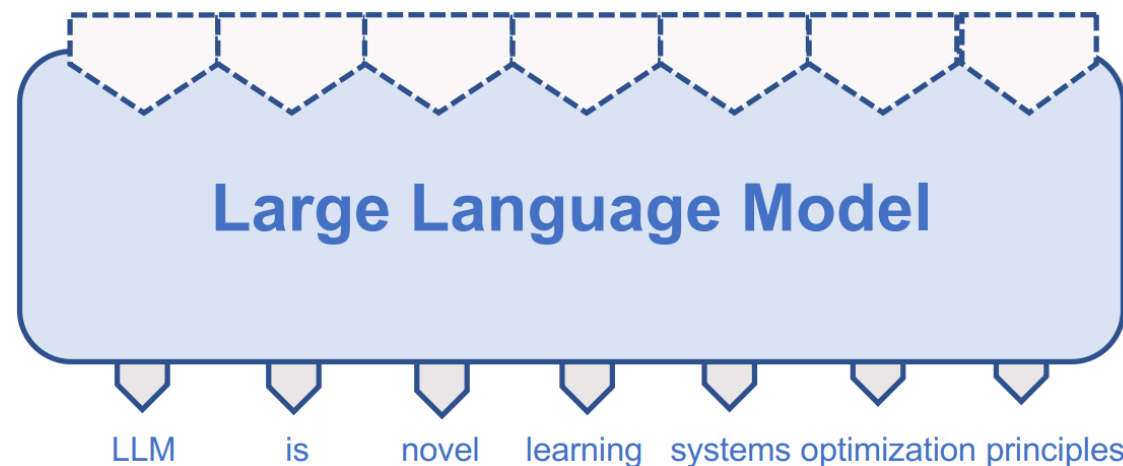 Large Language Model
LLM is novel learning systems optimization principles